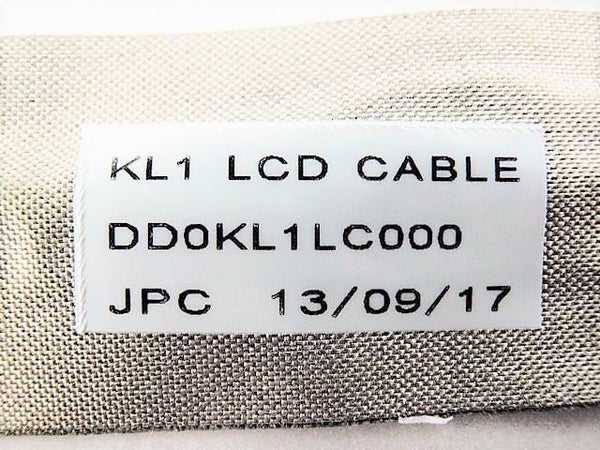 KL1 LCD CABLE
DD0KL1LC000
JPC 13/09/17